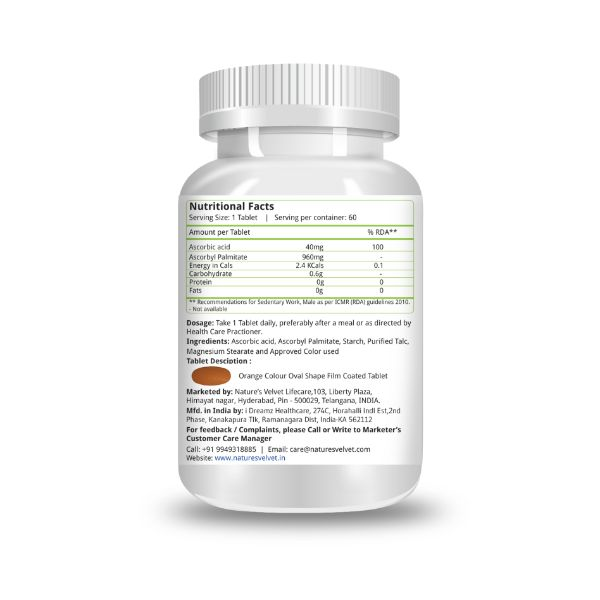 Nutritional Facts
Serving Size: 1 Tablet | Serving per container: 60
Amount per Tablet % RDA**
Ascorbic acid 40mg 100
Ascorbyl Palmitate 960mg -
Energy in Cals 2.4 KCals 0.1
Carbohydrate 0.6g -
Protein 0g 0
Fats 0g 0
** Recommendations for Sedentary Work, Male as per ICMR (RDA) guidelines 2010.
- Not available
Dosage: Take 1 Tablet daily, preferably after a meal or as directed by
Health Care Practioner.
Ingredients: Ascorbic acid, Ascorbyl Palmitate, Starch, Purified Talc,
Magnesium Stearate and Approved Color used
Tablet Desciption :
Orange Colour Oval Shape Film Coated Tablet
Marketed by: Nature's Velvet Lifecare,103, Liberty Plaza,
Himayat nagar, Hyderabad, Pin - 500029, Telangana, INDIA.
Mfd. in India by: i Dreamz Healthcare, 274C, Horahalli Indl Est,2nd
Phase, Kanakapura Tlk, Ramanagara Dist, India-KA 562112
For feedback / Complaints, please Call or Write to Marketer's
Customer Care Manager
Call: +91 9949318885 | Email: care@naturesvelvet.com
Website: www.naturesvelvet.in